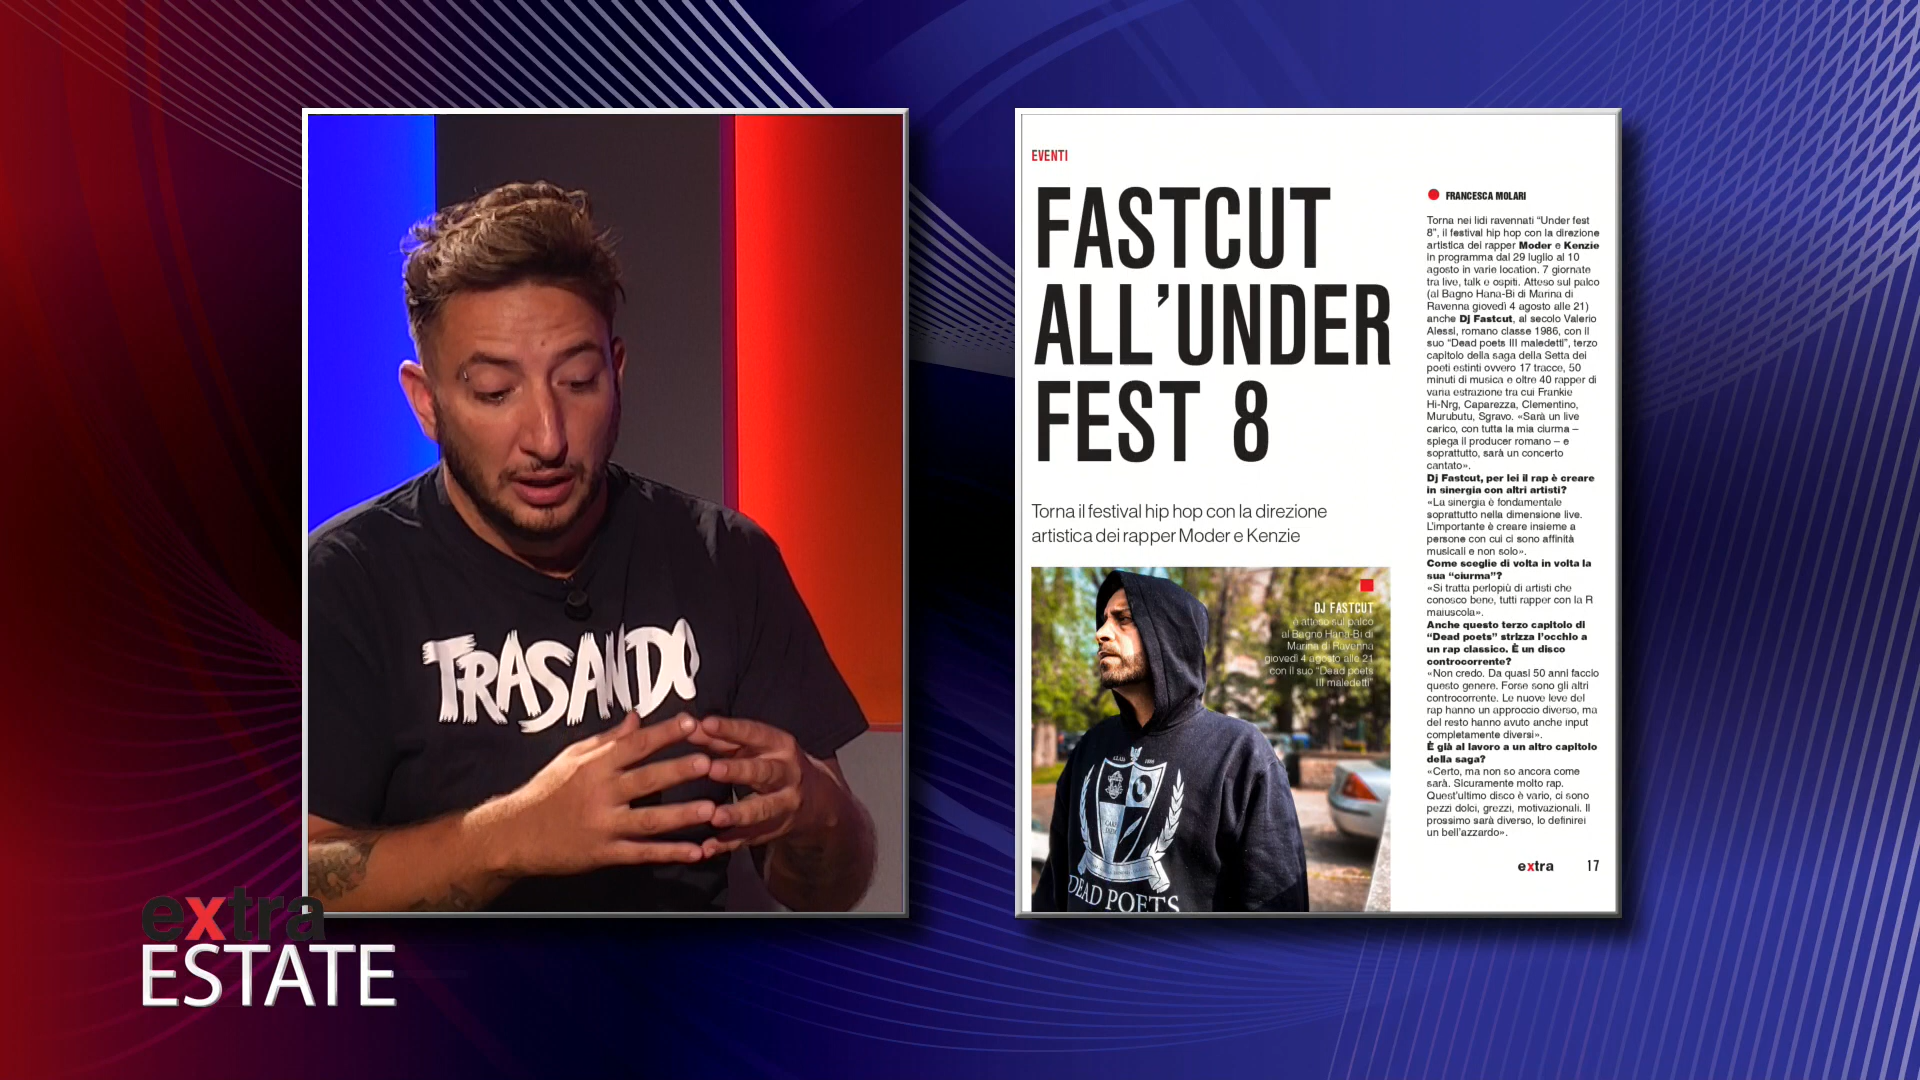 TRASANDO
extra
ESTATE
EVENTI
FASTCUT
ALL'UNDER
FEST 8
Torna il festival hip hop con la direzione
artistica dei rapper Moder e Kenzie
DJ FASTCUT
è atteso sul palco
al Bagno Hana-Bi di
Marina di Ravenna
giovedì 4 agosto alle 21
con il suo "Dead poets
III maledetti"
DEAD POETS
FRANCESCA MOLARI
Torna nei lidi ravennati "Under fest
8", il festival hip hop con la direzione
artistica dei rapper Moder e Kenzie
in programma dal 29 luglio al 10
agosto in varie location. 7 giornate
tra live, talk e ospiti. Atteso sul palco
(al Bagno Hana-Bi di Marina di
Ravenna giovedì 4 agosto alle 21)
anche Dj Fastcut, al secolo Valerio
Alessi, romano classe 1986, con il
suo "Dead poets III maledetti", terzo
capitolo della saga della Setta dei
poeti estinti ovvero 17 tracce, 50
minuti di musica e oltre 40 rapper di
varia estrazione tra cui Frankie
Hi-Nrg, Caparezza, Clementino,
Murubutu, Sgravo. «Sarà un live
carico, con tutta la mia ciurma –
spiega il producer romano – e
soprattutto, sarà un concerto
cantato».
Dj Fastcut, per lei il rap è creare
in sinergia con altri artisti?
«La sinergia è fondamentale
soprattutto nella dimensione live.
L'importante è creare insieme a
persone con cui ci sono affinità
musicali e non solo».
Come sceglie di volta in volta la
sua "ciurma"?
«Si tratta perlopiù di artisti che
conosco bene, tutti rapper con la R
maiuscola».
Anche questo terzo capitolo di
"Dead poets" strizza l'occhio a
un rap classico. È un disco
controcorrente?
«Non credo. Da quasi 50 anni faccio
questo genere. Forse sono gli altri
controcorrente. Le nuove leve del
rap hanno un approccio diverso, ma
del resto hanno avuto anche input
completamente diversi».
È già al lavoro a un altro capitolo
della saga?
«Certo, ma non so ancora come
sarà. Sicuramente molto rap.
Quest'ultimo disco è vario, ci sono
pezzi dolci, grezzi, motivazionali. Il
prossimo sarà diverso, lo definirei
un bell'azzardo».
extra 17